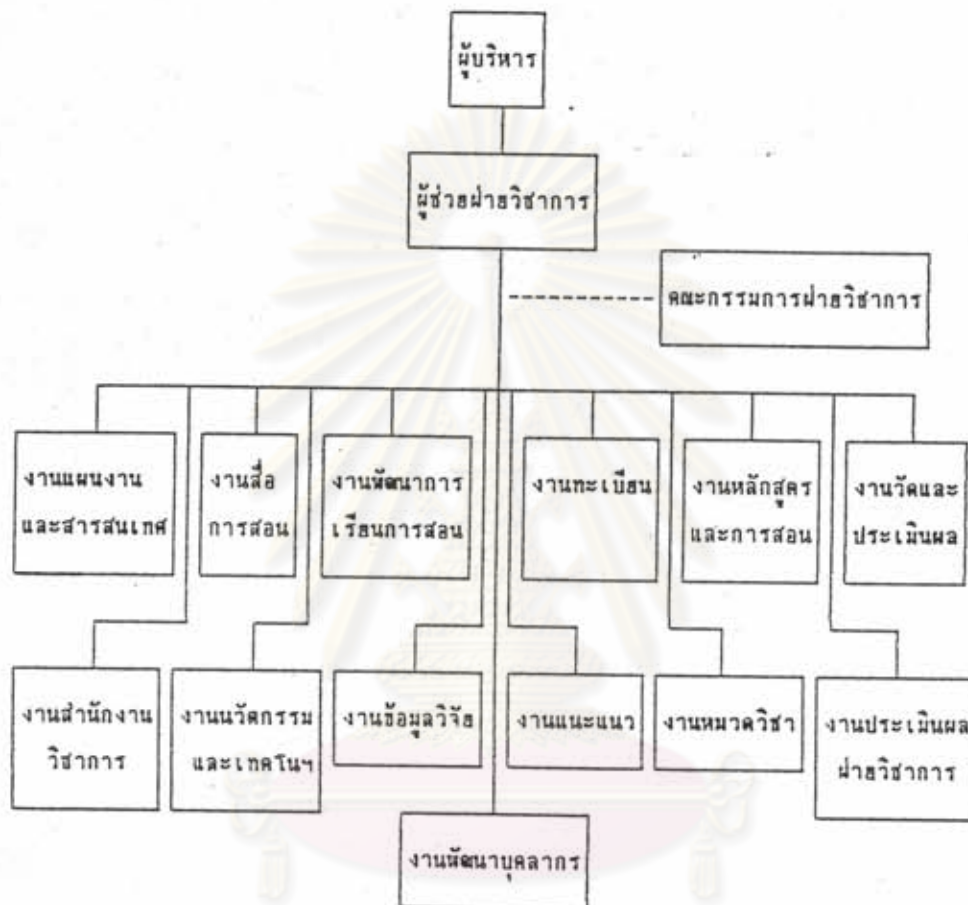 ผู้บริหาร
ผู้ช่วยฝ่ายวิชาการ
คณะกรรมการฝ่ายวิชาการ
งานแผนงาน
และสารสนเทศ
งานสื่อ
การสอน
งานพัฒนาการ
เรียนการสอน
งานทะเบียน
งานหลักสูตร
และการสอน
งานวัดและ
ประเมินผล
งานสำนักงาน
วิชาการ
งานนวัตกรรม
และเทคโนฯ
งานข้อมูลวิจัย
งานแนะแนว
งานหมวดวิชา
งานประเมินผล
ฝ่ายวิชาการ
งานพัฒนาบุคลากร